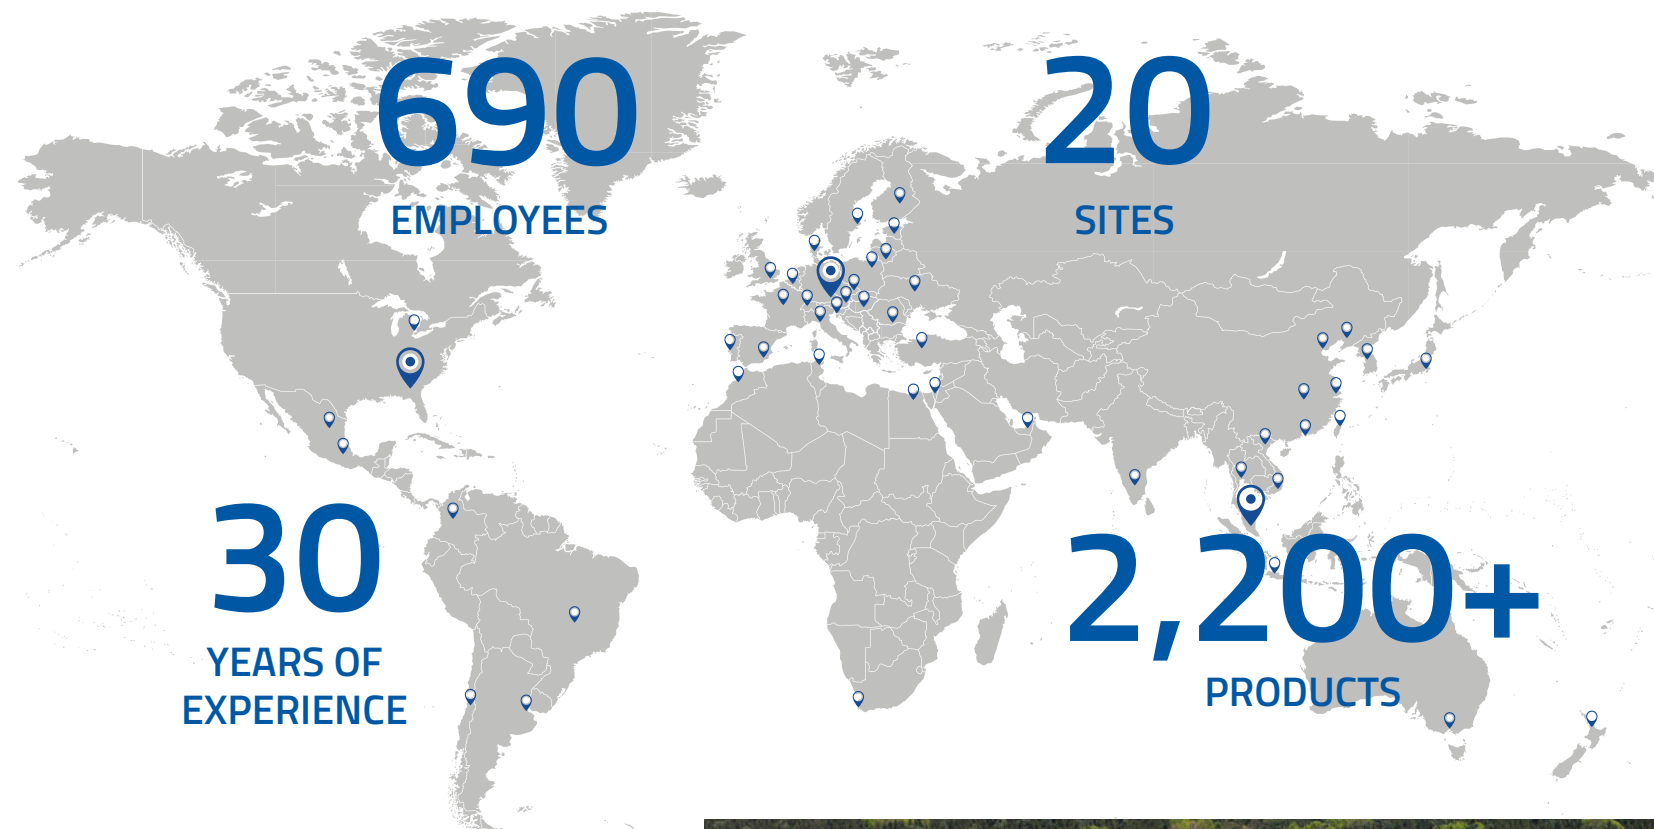 690
EMPLOYEES
20
SITES
30
YEARS OF
EXPERIENCE
2,200+
PRODUCTS